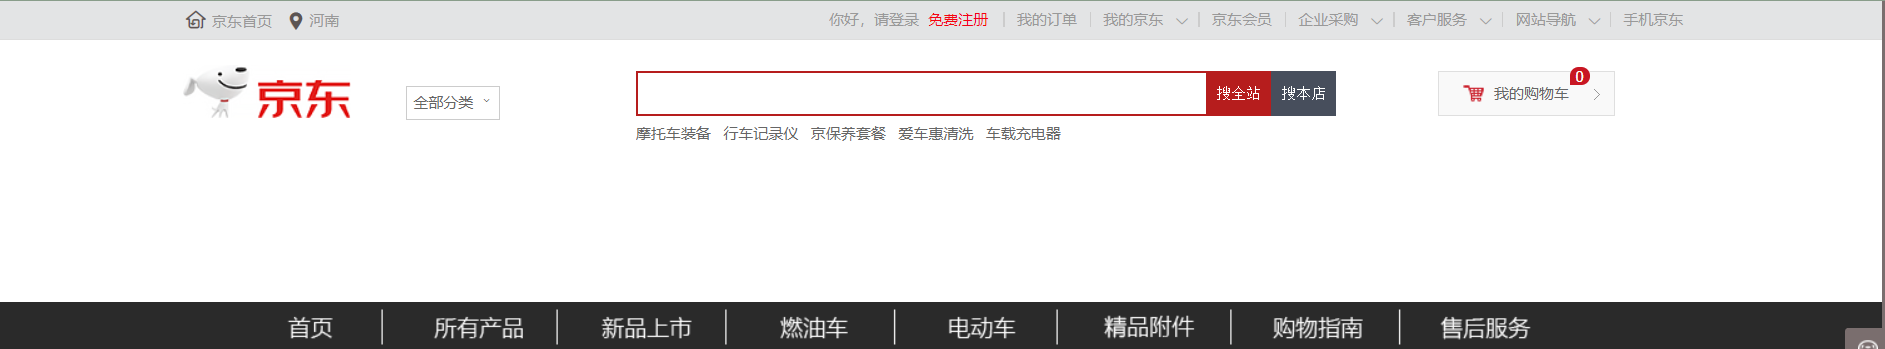 京东首页 河南 你好，请登录 免费注册 我的订单 我的京东 京东会员 企业采购 客户服务 网站导航 手机京东
京东 全部分类 搜全站 搜本店 0 我的购物车
摩托车装备 行车记录仪 京保养套餐 爱车惠清洗 车载充电器
首页 所有产品 新品上市 燃油车 电动车 精品附件 购物指南 售后服务